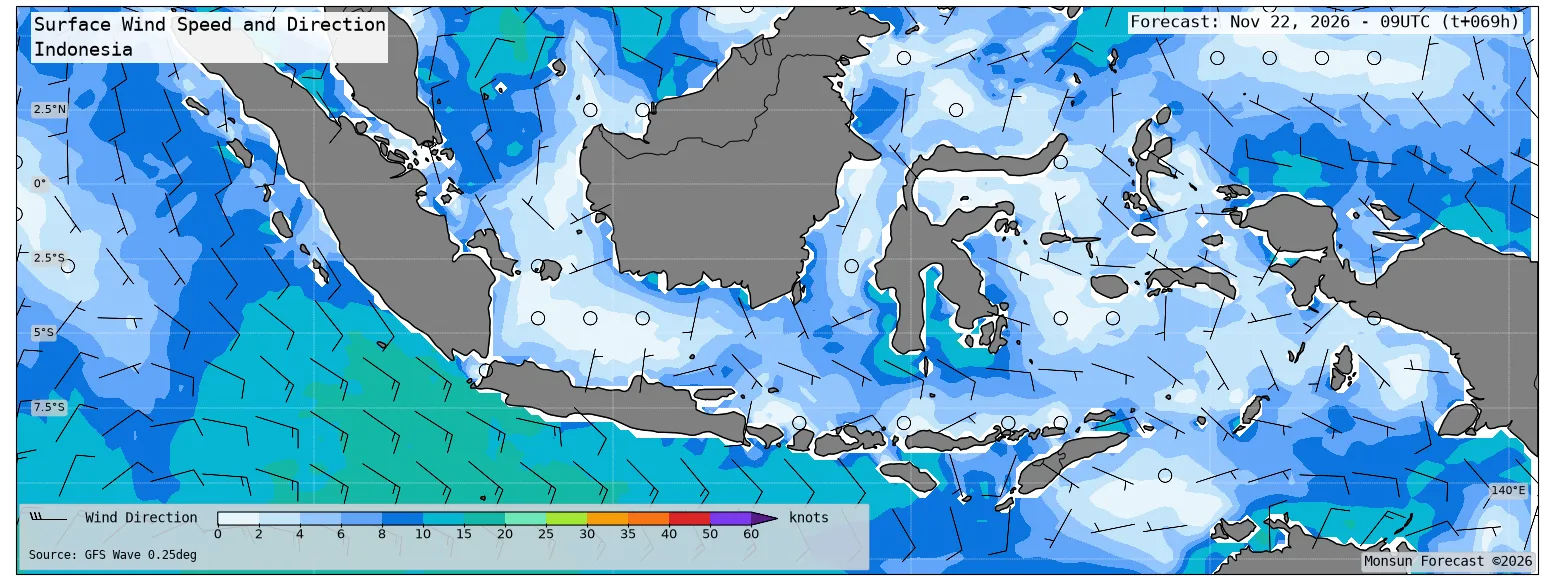 Surface Wind Speed and Direction
Indonesia
Forecast: Nov 22, 2026 - 09UTC (t+069h)
2.5°N
0°
2.5°S
5°S
7.5°S
140°E
Wind Direction
knots
0 2 4 6 8 10 15 20 25 30 35 40 50 60
Source: GFS Wave 0.25deg
Monsun Forecast ©2026